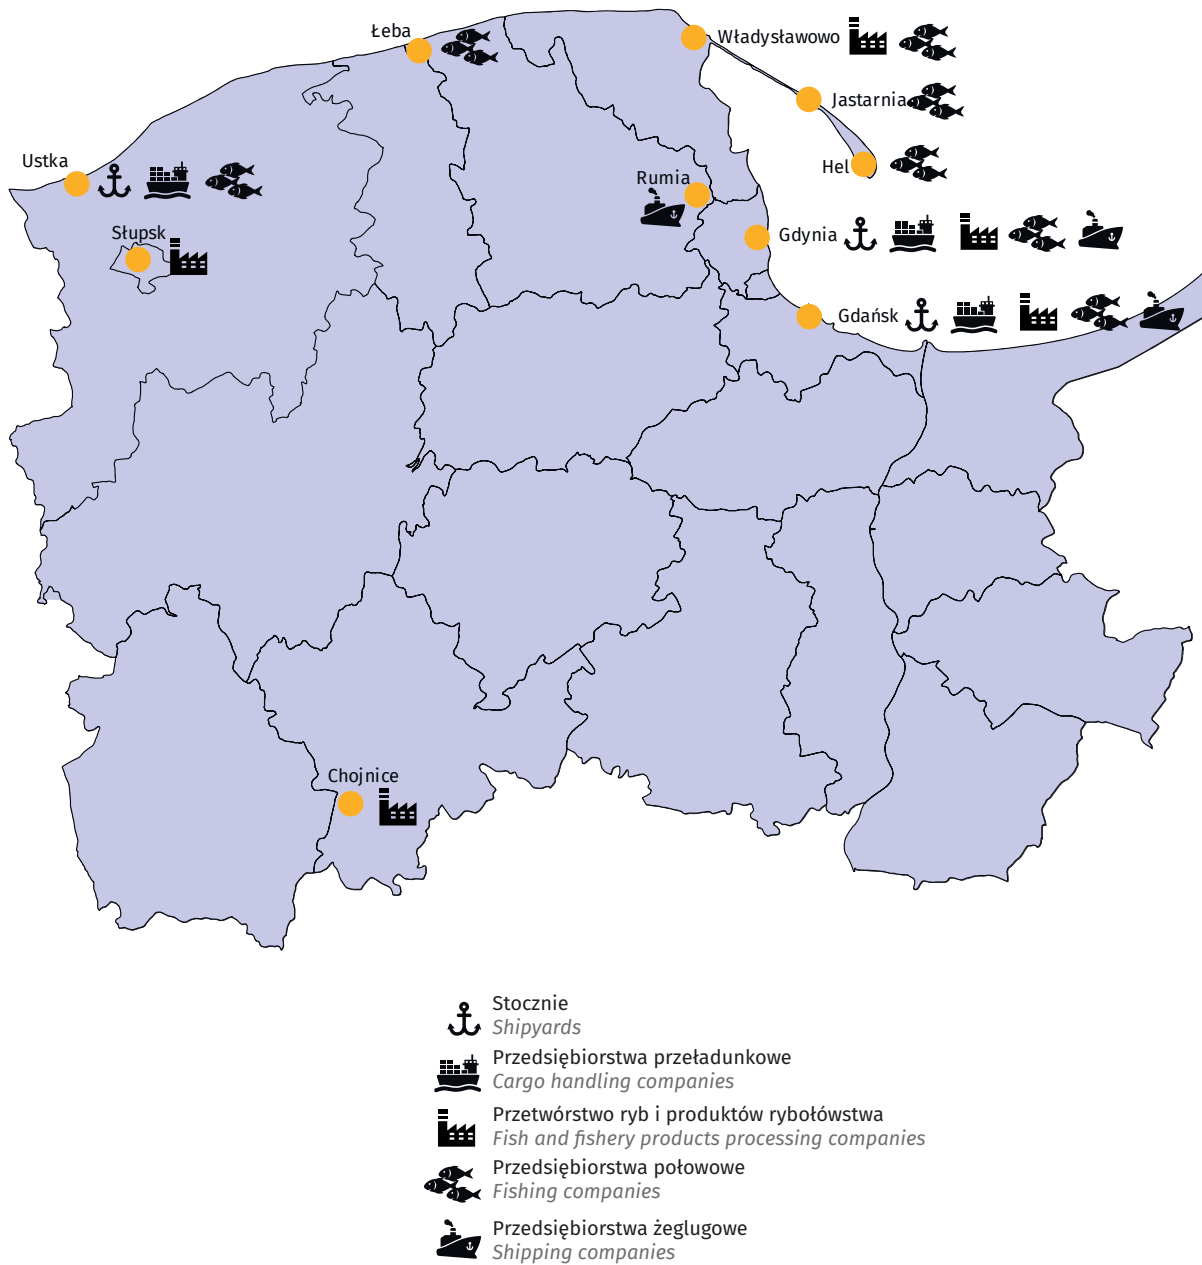 Łeba
Władysławowo
Jastarnia
Ustka
Hel
Rumia
Słupsk
Gdynia
Gdańsk
Chojnice
Stocznie
Shipyards
Przedsiębiorstwa przeładunkowe
Cargo handling companies
Przetwórstwo ryb i produktów rybołówstwa
Fish and fishery products processing companies
Przedsiębiorstwa połowowe
Fishing companies
Przedsiębiorstwa żeglugowe
Shipping companies